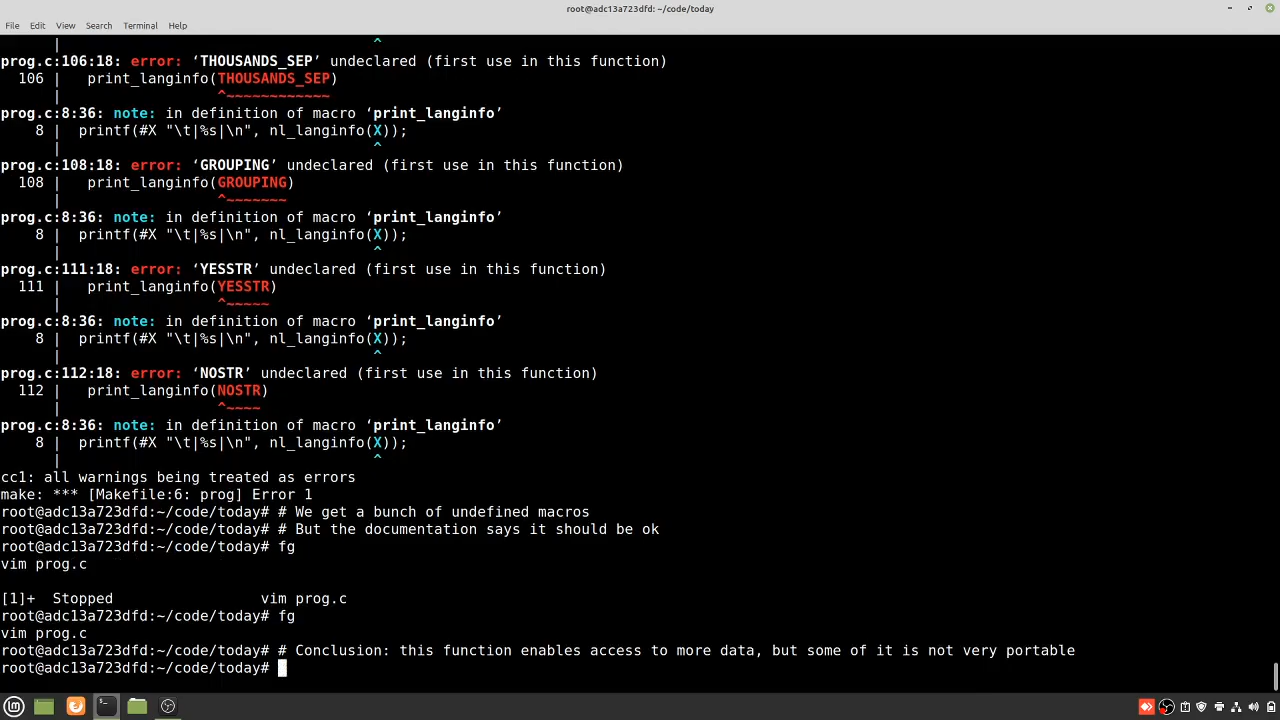 root@adc13a723dfd: ~/code/today
File Edit View Search Terminal Help
      |                                     ^
prog.c:106:18: error: ‘THOUSANDS_SEP’ undeclared (first use in this function)
  106 |   print_langinfo(THOUSANDS_SEP)
      |                  ^~~~~~~~~~~~~
prog.c:8:36: note: in definition of macro ‘print_langinfo’
    8 |  printf(#X "\t|%s|\n", nl_langinfo(X));
      |                                    ^
prog.c:108:18: error: ‘GROUPING’ undeclared (first use in this function)
  108 |   print_langinfo(GROUPING)
      |                  ^~~~~~~~
prog.c:8:36: note: in definition of macro ‘print_langinfo’
    8 |  printf(#X "\t|%s|\n", nl_langinfo(X));
      |                                    ^
prog.c:111:18: error: ‘YESSTR’ undeclared (first use in this function)
  111 |   print_langinfo(YESSTR)
      |                  ^~~~~~
prog.c:8:36: note: in definition of macro ‘print_langinfo’
    8 |  printf(#X "\t|%s|\n", nl_langinfo(X));
      |                                    ^
prog.c:112:18: error: ‘NOSTR’ undeclared (first use in this function)
  112 |   print_langinfo(NOSTR)
      |                  ^~~~~
prog.c:8:36: note: in definition of macro ‘print_langinfo’
    8 |  printf(#X "\t|%s|\n", nl_langinfo(X));
      |                                    ^
cc1: all warnings being treated as errors
make: *** [Makefile:6: prog] Error 1
root@adc13a723dfd:~/code/today# # We get a bunch of undefined macros
root@adc13a723dfd:~/code/today# # But the documentation says it should be ok
root@adc13a723dfd:~/code/today# fg
vim prog.c
[1]+  Stopped                 vim prog.c
root@adc13a723dfd:~/code/today# fg
vim prog.c
root@adc13a723dfd:~/code/today# # Conclusion: this function enables access to more data, but some of it is not very portable
root@adc13a723dfd:~/code/today#